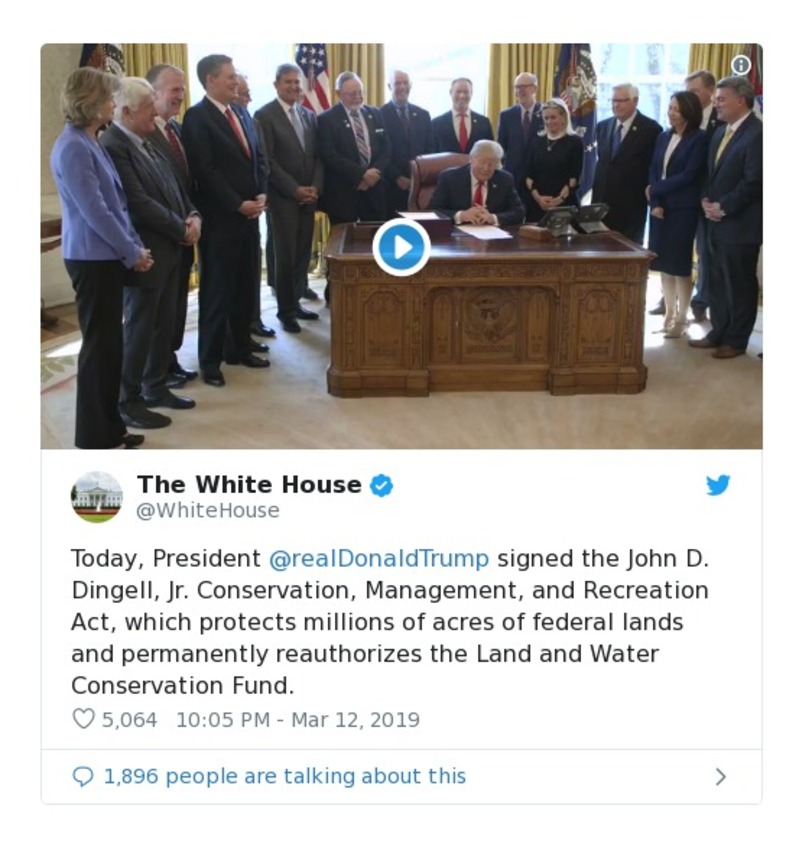 The White House
@WhiteHouse
Today, President @realDonaldTrump signed the John D.
Dingell, Jr. Conservation, Management, and Recreation
Act, which protects millions of acres of federal lands
and permanently reauthorizes the Land and Water
Conservation Fund.
5,064 10:05 PM - Mar 12, 2019
1,896 people are talking about this